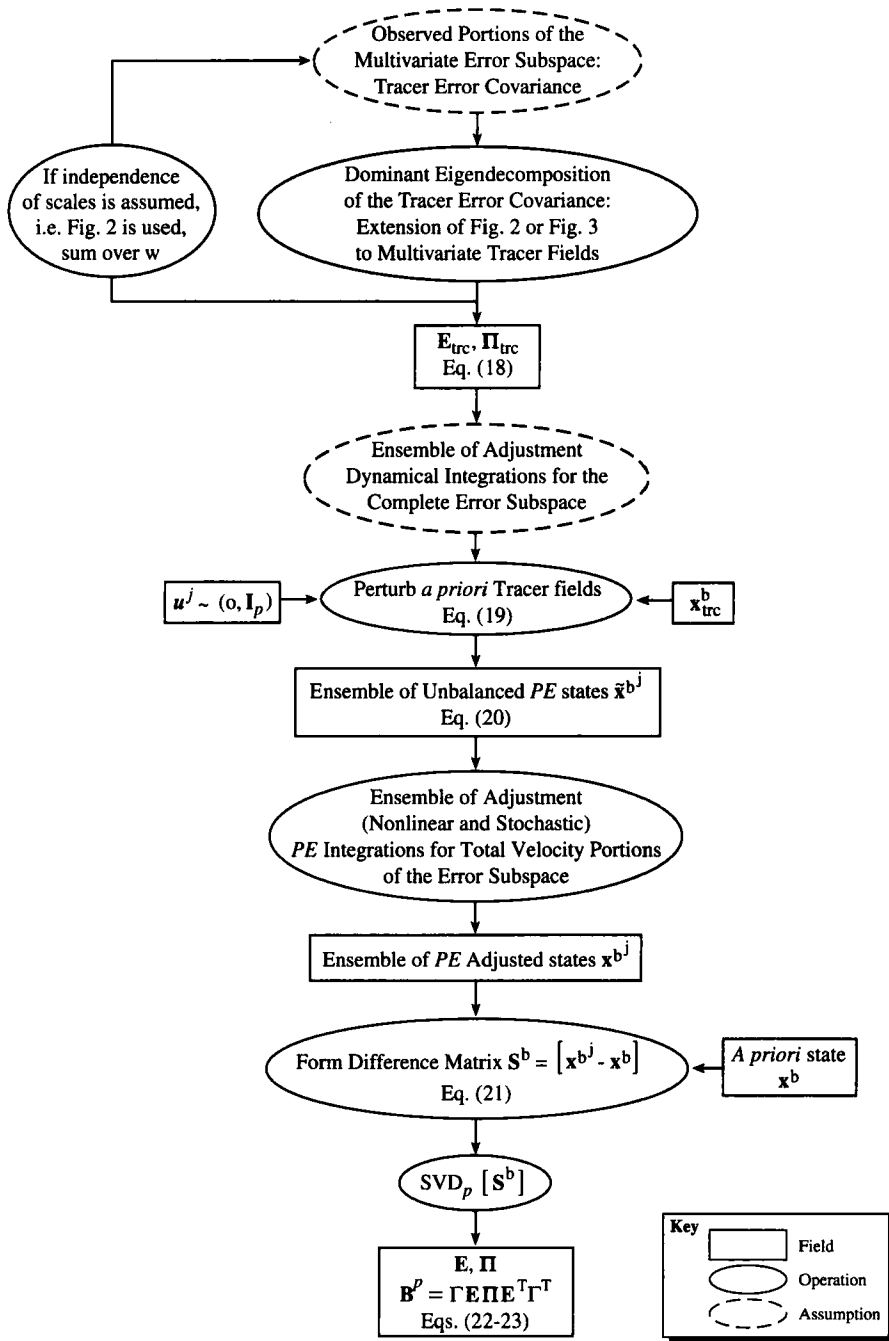 Observed Portions of the
Multivariate Error Subspace:
Tracer Error Covariance
If independence
of scales is assumed,
i.e. Fig. 2 is used,
sum over w
Dominant Eigendecomposition
of the Tracer Error Covariance:
Extension of Fig. 2 or Fig. 3
to Multivariate Tracer Fields
E_trc, Π_trc
Eq. (18)
Ensemble of Adjustment
Dynamical Integrations for the
Complete Error Subspace
u^j ~ (o, I_p)
Perturb a priori Tracer fields
Eq. (19)
x^b_trc
Ensemble of Unbalanced PE states x̃^b^j
Eq. (20)
Ensemble of Adjustment
(Nonlinear and Stochastic)
PE Integrations for Total Velocity Portions
of the Error Subspace
Ensemble of PE Adjusted states x^b^j
Form Difference Matrix S^b = [x^b^j - x^b]
Eq. (21)
A priori state
x^b
SVD_p [S^b]
E, Π
B^p = ΓEΠE^TΓ^T
Eqs. (22-23)
Key
Field
Operation
Assumption